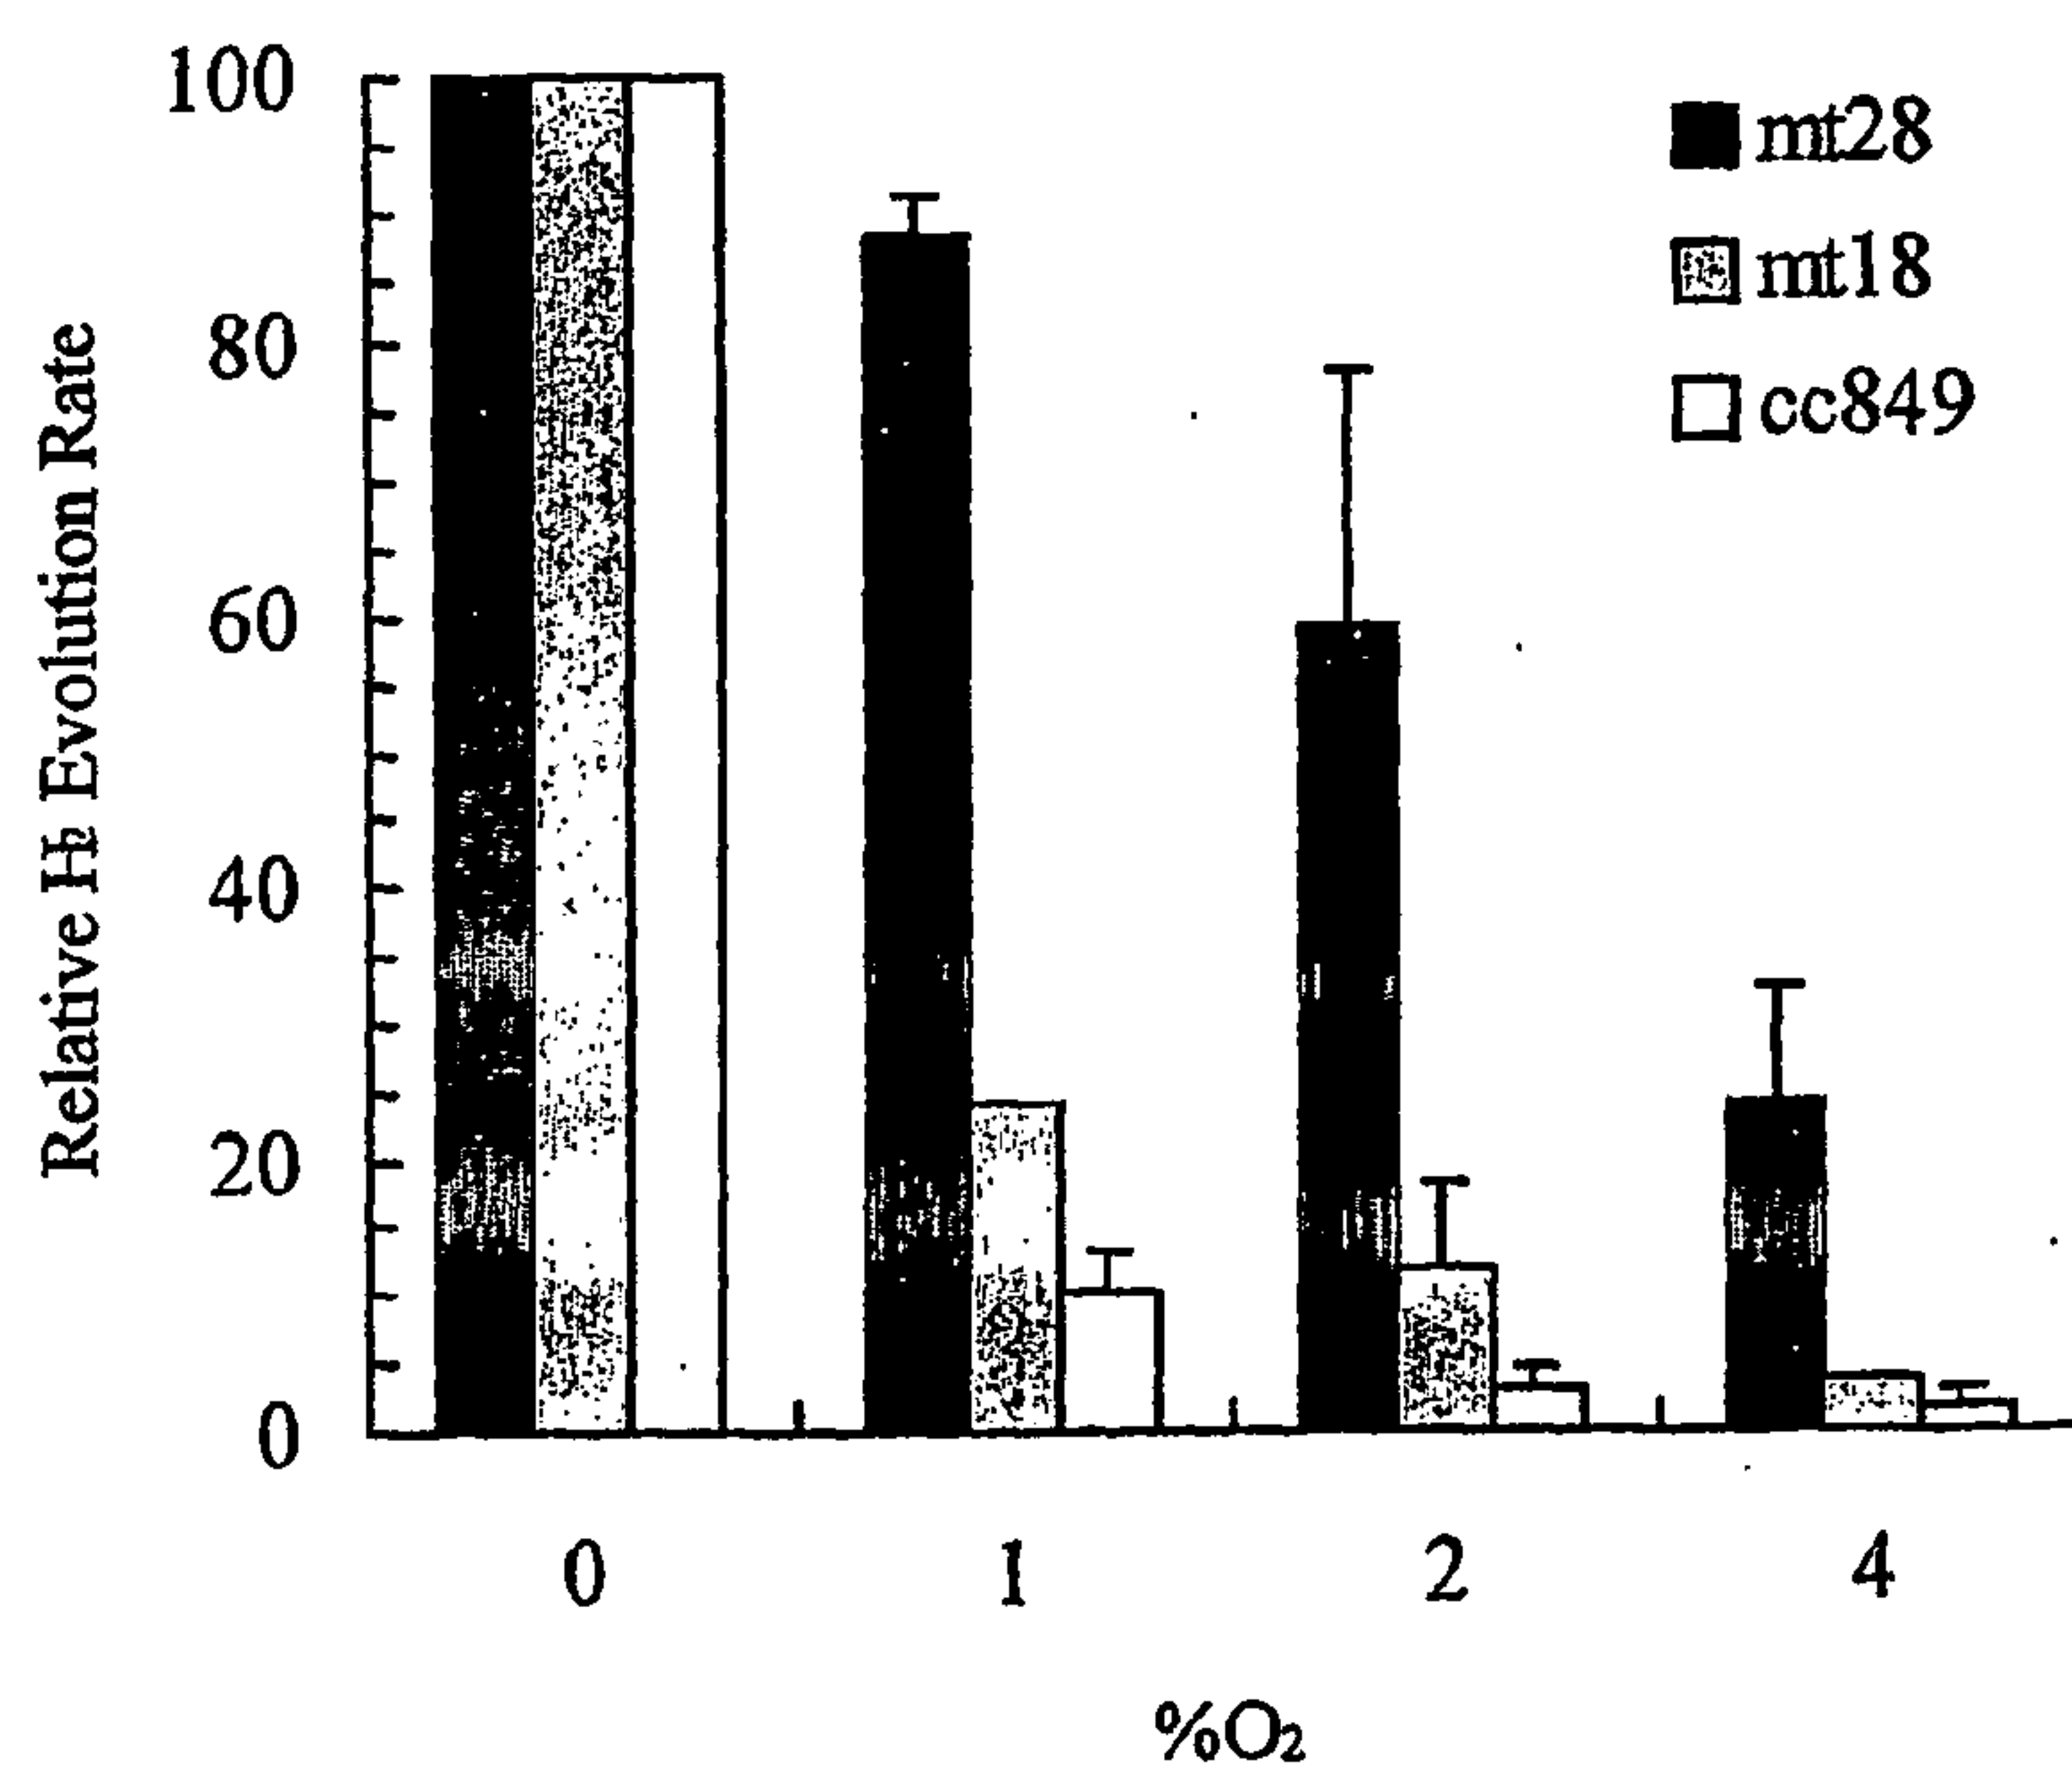 100
80
60
40
20
0
Relative H₂ Evolution Rate
mt28
mt18
cc849
0 1 2 4
%O₂